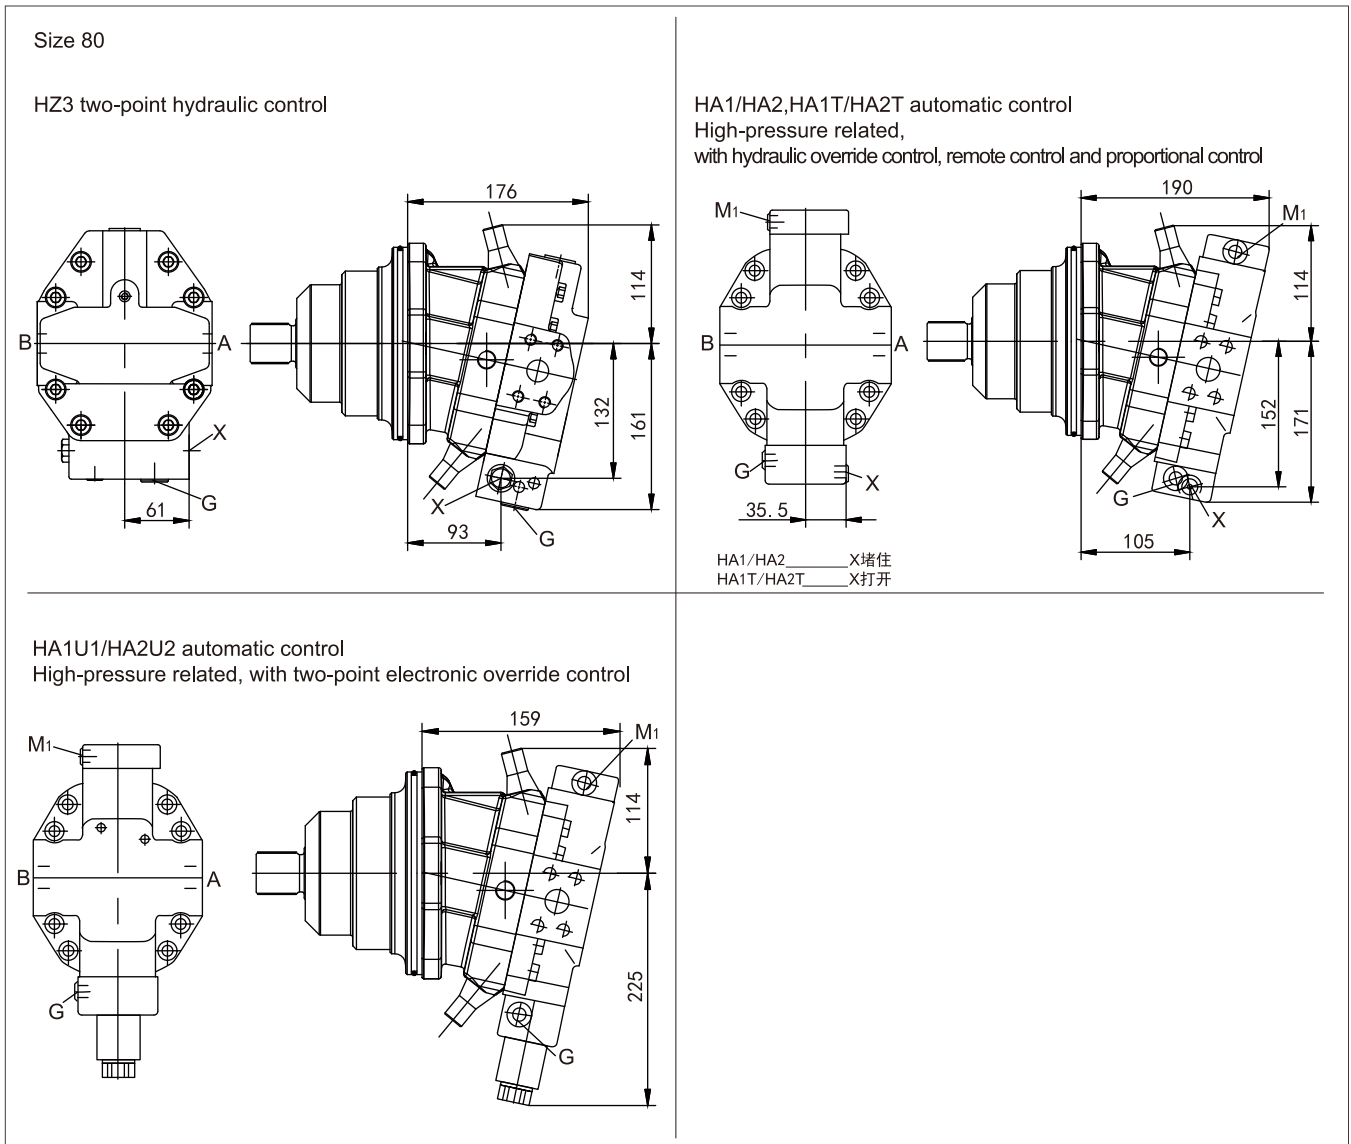 Size 80
HZ3 two-point hydraulic control
176
114
B
A
X
G
61
132
161
X
93
G
HA1/HA2,HA1T/HA2T automatic control
High-pressure related,
with hydraulic override control, remote control and proportional control
M1
190
M1
114
B
A
G
X
35.5
152
171
G
X
105
HA1/HA2______X堵住
HA1T/HA2T____X打开
HA1U1/HA2U2 automatic control
High-pressure related, with two-point electronic override control
M1
159
M1
114
B
A
G
225
G